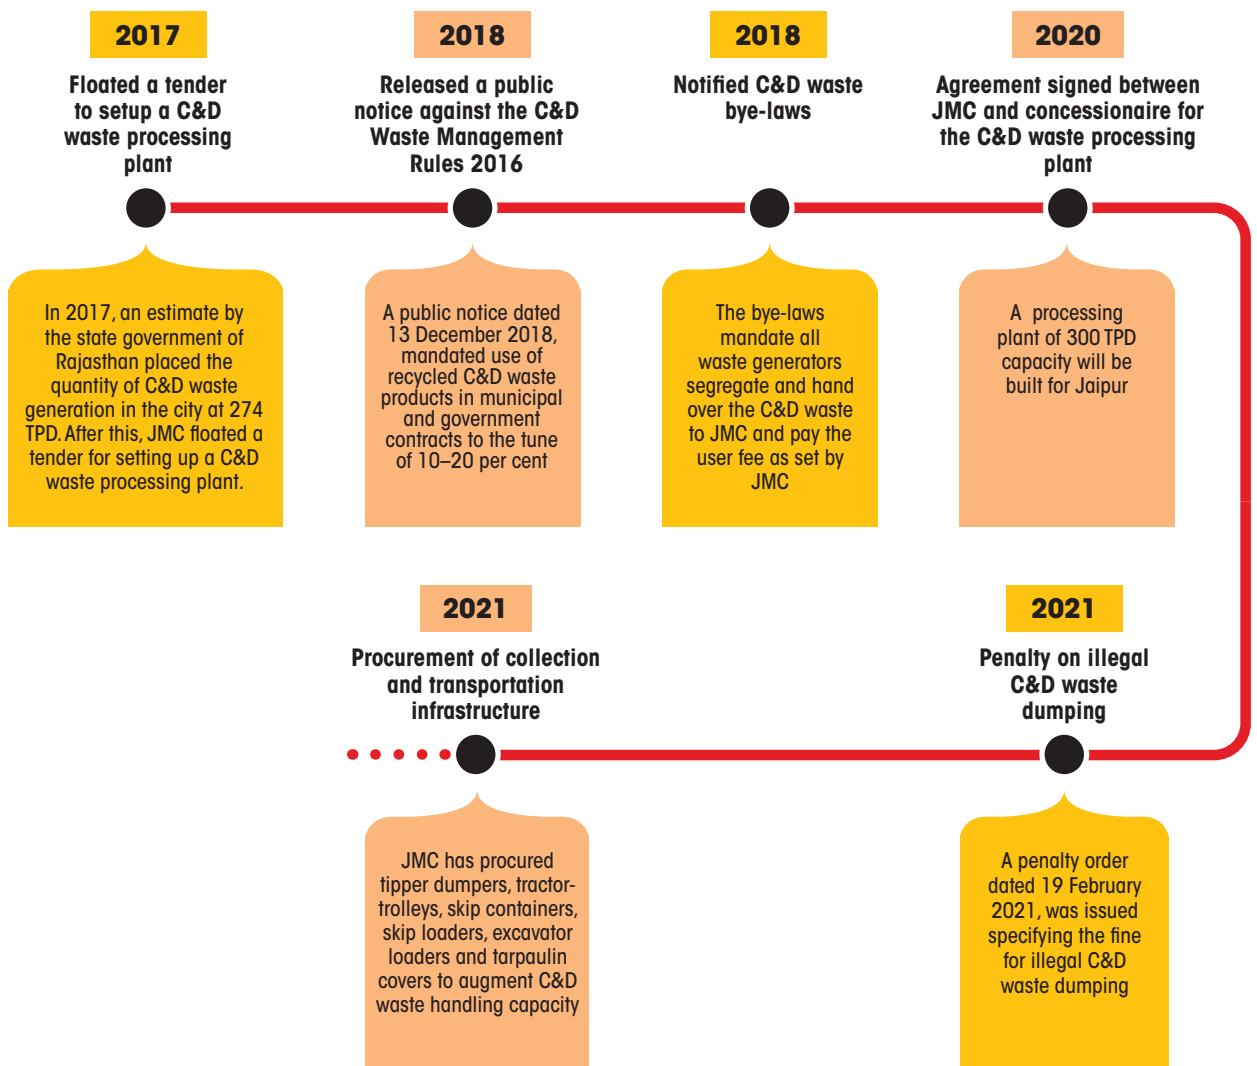 2017
Floated a tender
to setup a C&D
waste processing
plant
In 2017, an estimate by
the state government of
Rajasthan placed the
quantity of C&D waste
generation in the city at 274
TPD. After this, JMC floated a
tender for setting up a C&D
waste processing plant.
2018
Released a public
notice against the C&D
Waste Management
Rules 2016
A public notice dated
13 December 2018,
mandated use of
recycled C&D waste
products in municipal
and government
contracts to the tune
of 10–20 per cent
2018
Notified C&D waste
bye-laws
The bye-laws
mandate all
waste generators
segregate and hand
over the C&D waste
to JMC and pay the
user fee as set by
JMC
2020
Agreement signed between
JMC and concessionaire for
the C&D waste processing
plant
A processing
plant of 300 TPD
capacity will be
built for Jaipur
2021
Penalty on illegal
C&D waste
dumping
A penalty order
dated 19 February
2021, was issued
specifying the fine
for illegal C&D
waste dumping
2021
Procurement of collection
and transportation
infrastructure
JMC has procured
tipper dumpers, tractor-
trolleys, skip containers,
skip loaders, excavator
loaders and tarpaulin
covers to augment C&D
waste handling capacity